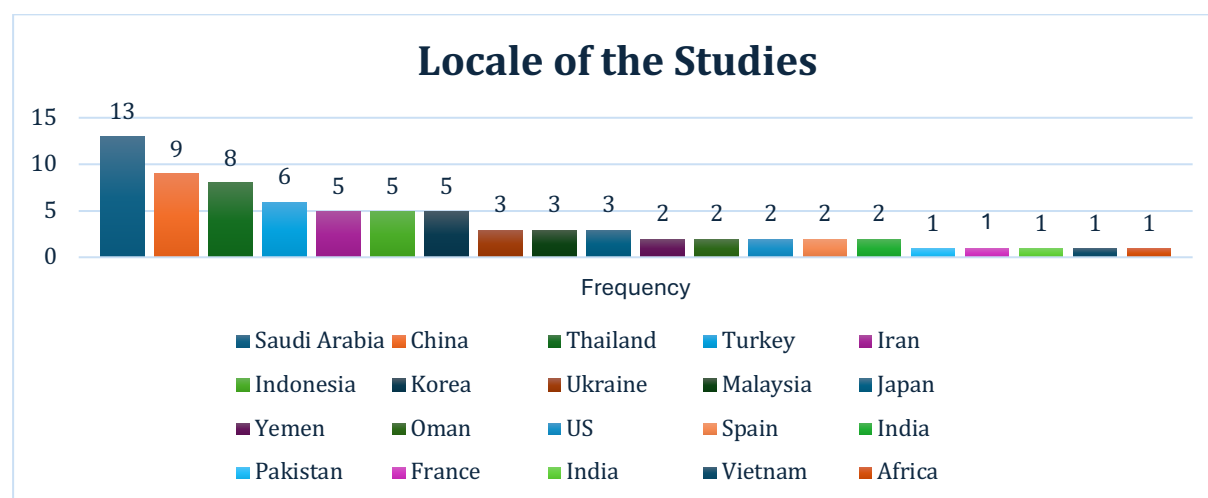 Locale of the Studies
15
10
5
0
13 9 8 6 5 5 5 3 3 3 2 2 2 2 2 1 1 1 1 1
Frequency
Saudi Arabia China Thailand Turkey Iran
Indonesia Korea Ukraine Malaysia Japan
Yemen Oman US Spain India
Pakistan France India Vietnam Africa